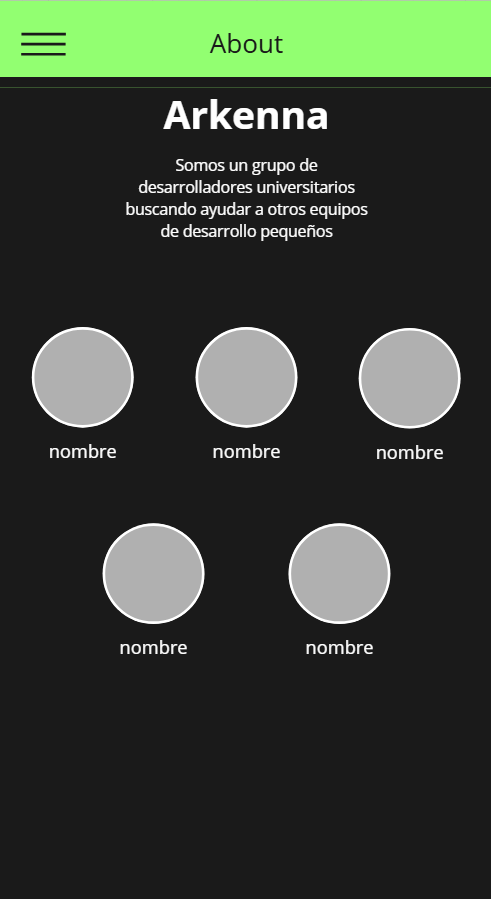 About
Arkenna
Somos un grupo de
desarrolladores universitarios
buscando ayudar a otros equipos
de desarrollo pequeños
nombre
nombre
nombre
nombre
nombre